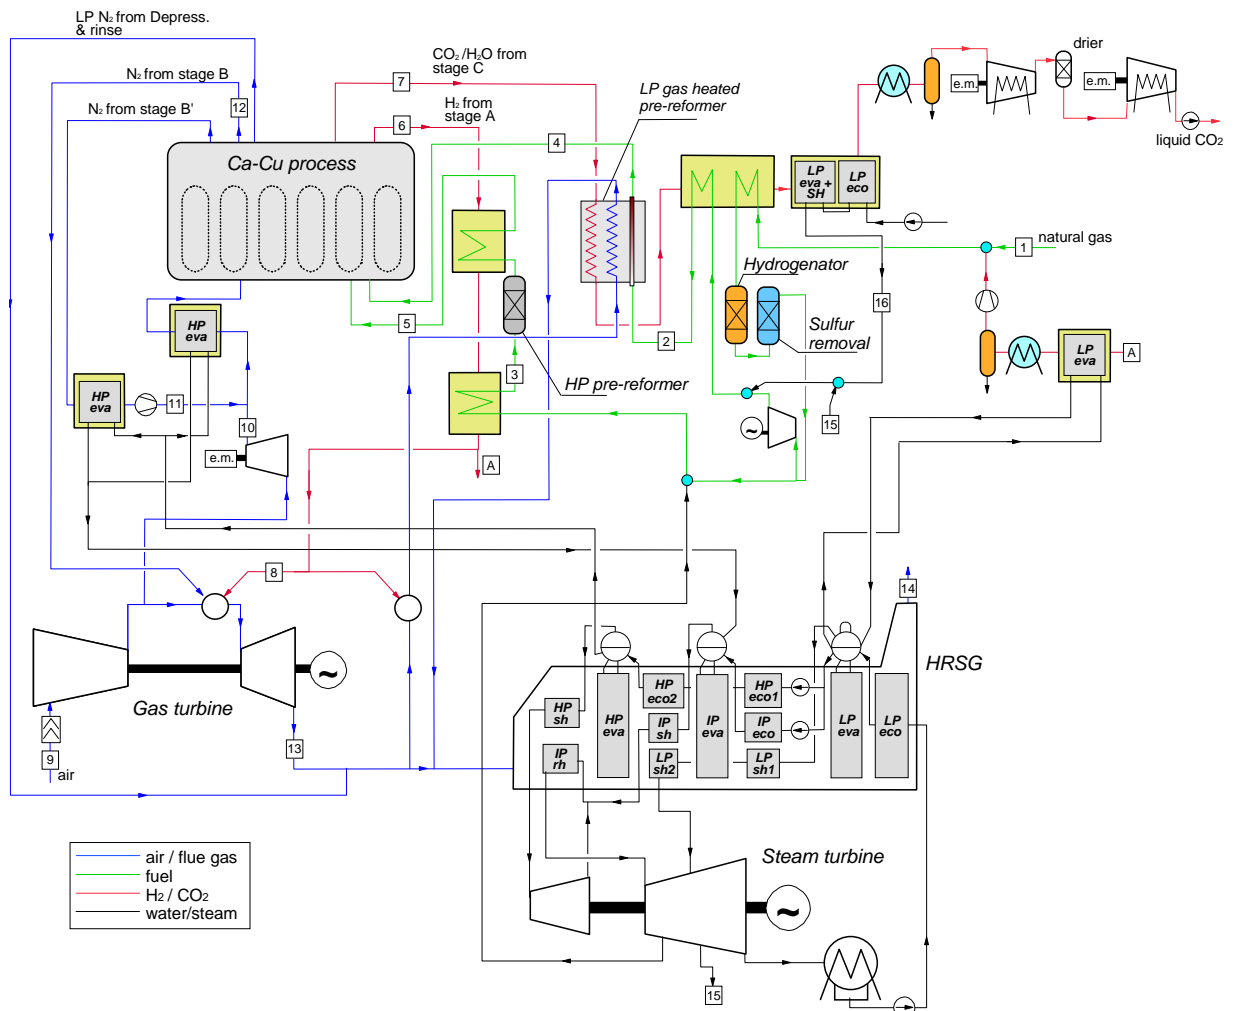 LP N2 from Depress.
& rinse
N2 from stage B
12
N2 from stage B'
CO2 /H2O from
stage C
7
H2 from
stage A
6
LP gas heated
pre-reformer
4
drier
e.m.
e.m.
liquid CO2
Ca-Cu process
LP
eva +
SH
LP
eco
1
natural gas
Hydrogenator
16
5
2
Sulfur
removal
HP
eva
3
HP pre-reformer
LP
eva
A
HP
eva
11
10
15
e.m.
~
A
8
14
HRSG
Gas turbine
~
9
air
13
HP
sh
IP
rh
HP
eva
HP
eco2
IP
sh
LP
sh2
IP
eva
HP
eco1
IP
eco
LP
sh1
LP
eva
LP
eco
air / flue gas
fuel
H2 / CO2
water/steam
Steam turbine
~
15